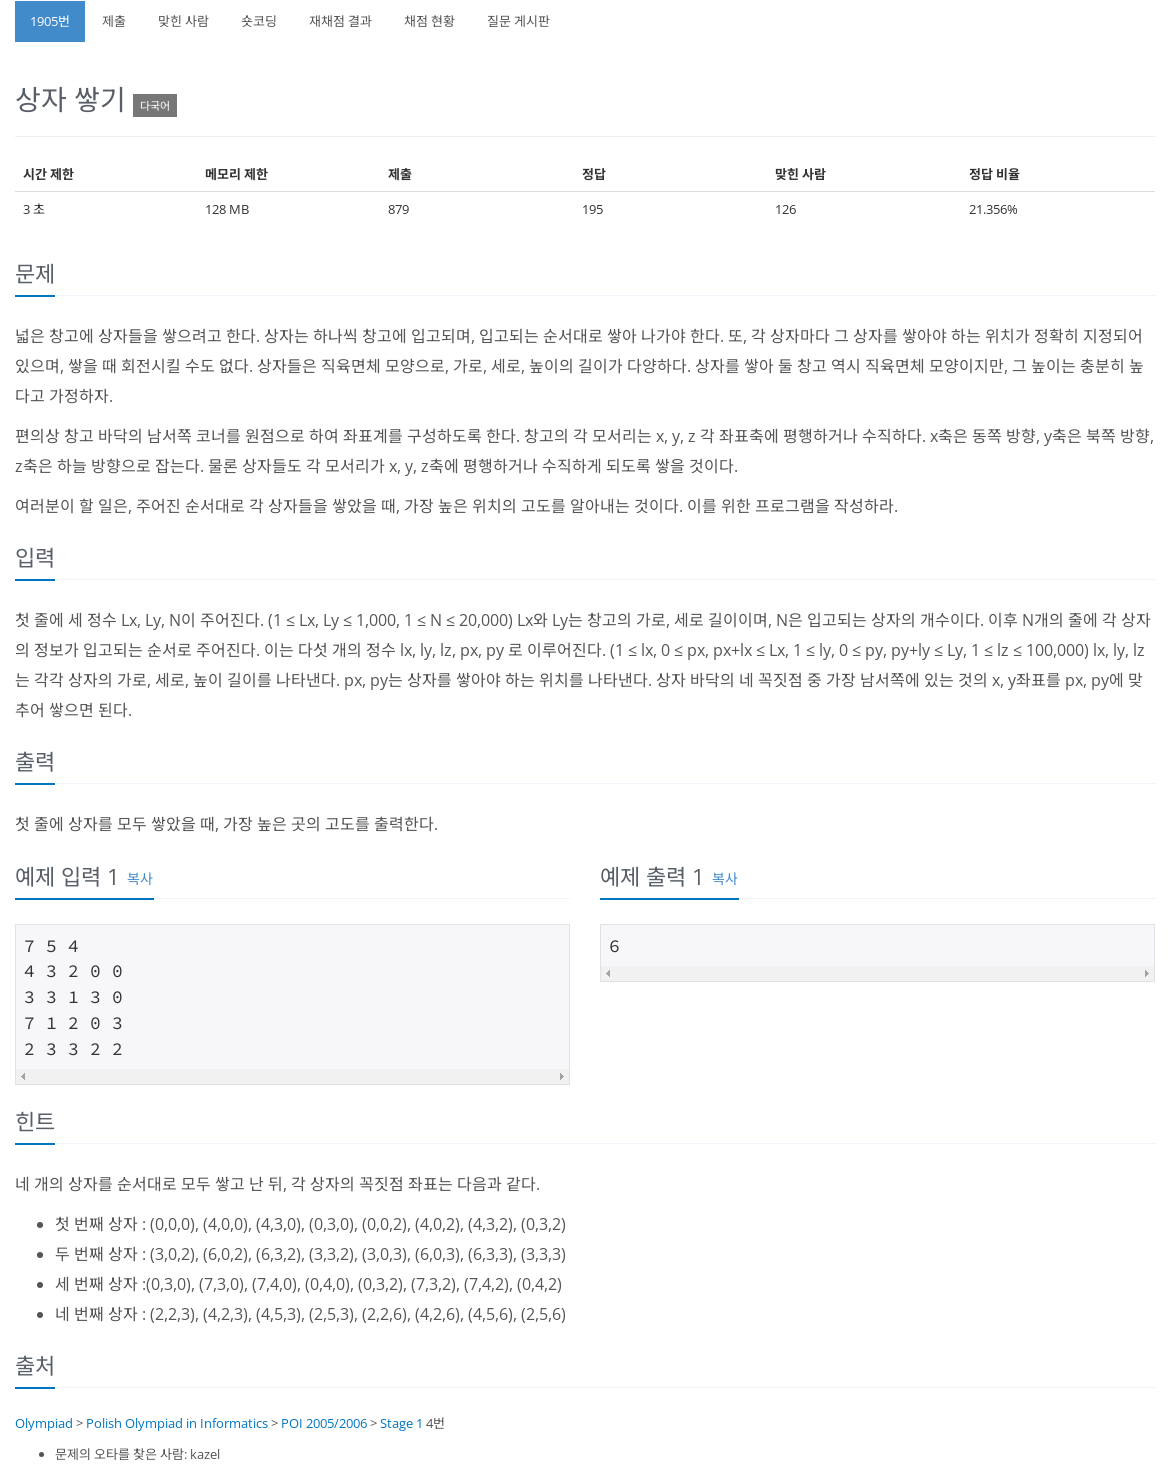 1905번 제출 맞힌 사람 숏코딩 재채점 결과 채점 현황 질문 게시판
상자 쌓기 다국어
시간 제한 메모리 제한 제출 정답 맞힌 사람 정답 비율
3 초 128 MB 879 195 126 21.356%
문제
넓은 창고에 상자들을 쌓으려고 한다. 상자는 하나씩 창고에 입고되며, 입고되는 순서대로 쌓아 나가야 한다. 또, 각 상자마다 그 상자를 쌓아야 하는 위치가 정확히 지정되어
있으며, 쌓을 때 회전시킬 수도 없다. 상자들은 직육면체 모양으로, 가로, 세로, 높이의 길이가 다양하다. 상자를 쌓아 둘 창고 역시 직육면체 모양이지만, 그 높이는 충분히 높
다고 가정하자.
편의상 창고 바닥의 남서쪽 코너를 원점으로 하여 좌표계를 구성하도록 한다. 창고의 각 모서리는 x, y, z 각 좌표축에 평행하거나 수직하다. x축은 동쪽 방향, y축은 북쪽 방향,
z축은 하늘 방향으로 잡는다. 물론 상자들도 각 모서리가 x, y, z축에 평행하거나 수직하게 되도록 쌓을 것이다.
여러분이 할 일은, 주어진 순서대로 각 상자들을 쌓았을 때, 가장 높은 위치의 고도를 알아내는 것이다. 이를 위한 프로그램을 작성하라.
입력
첫 줄에 세 정수 Lx, Ly, N이 주어진다. (1 ≤ Lx, Ly ≤ 1,000, 1 ≤ N ≤ 20,000) Lx와 Ly는 창고의 가로, 세로 길이이며, N은 입고되는 상자의 개수이다. 이후 N개의 줄에 각 상자
의 정보가 입고되는 순서로 주어진다. 이는 다섯 개의 정수 lx, ly, lz, px, py 로 이루어진다. (1 ≤ lx, 0 ≤ px, px+lx ≤ Lx, 1 ≤ ly, 0 ≤ py, py+ly ≤ Ly, 1 ≤ lz ≤ 100,000) lx, ly, lz
는 각각 상자의 가로, 세로, 높이 길이를 나타낸다. px, py는 상자를 쌓아야 하는 위치를 나타낸다. 상자 바닥의 네 꼭짓점 중 가장 남서쪽에 있는 것의 x, y좌표를 px, py에 맞
추어 쌓으면 된다.
출력
첫 줄에 상자를 모두 쌓았을 때, 가장 높은 곳의 고도를 출력한다.
예제 입력 1 복사
7 5 4
4 3 2 0 0
3 3 1 3 0
7 1 2 0 3
2 3 3 2 2
예제 출력 1 복사
6
힌트
네 개의 상자를 순서대로 모두 쌓고 난 뒤, 각 상자의 꼭짓점 좌표는 다음과 같다.
첫 번째 상자 : (0,0,0), (4,0,0), (4,3,0), (0,3,0), (0,0,2), (4,0,2), (4,3,2), (0,3,2)
두 번째 상자 : (3,0,2), (6,0,2), (6,3,2), (3,3,2), (3,0,3), (6,0,3), (6,3,3), (3,3,3)
세 번째 상자 :(0,3,0), (7,3,0), (7,4,0), (0,4,0), (0,3,2), (7,3,2), (7,4,2), (0,4,2)
네 번째 상자 : (2,2,3), (4,2,3), (4,5,3), (2,5,3), (2,2,6), (4,2,6), (4,5,6), (2,5,6)
출처
Olympiad > Polish Olympiad in Informatics > POI 2005/2006 > Stage 1 4번
문제의 오타를 찾은 사람: kazel